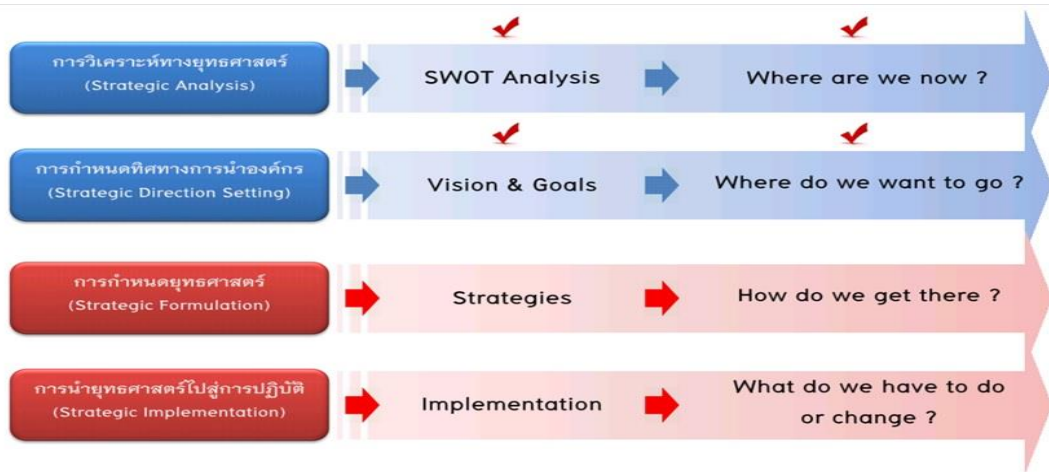 การวิเคราะห์ทางยุทธศาสตร์
(Strategic Analysis)
SWOT Analysis
Where are we now ?
การกำหนดทิศทางการนำองค์กร
(Strategic Direction Setting)
Vision & Goals
Where do we want to go ?
การกำหนดยุทธศาสตร์
(Strategic Formulation)
Strategies
How do we get there ?
การนำยุทธศาสตร์ไปสู่การปฏิบัติ
(Strategic Implementation)
Implementation
What do we have to do
or change ?